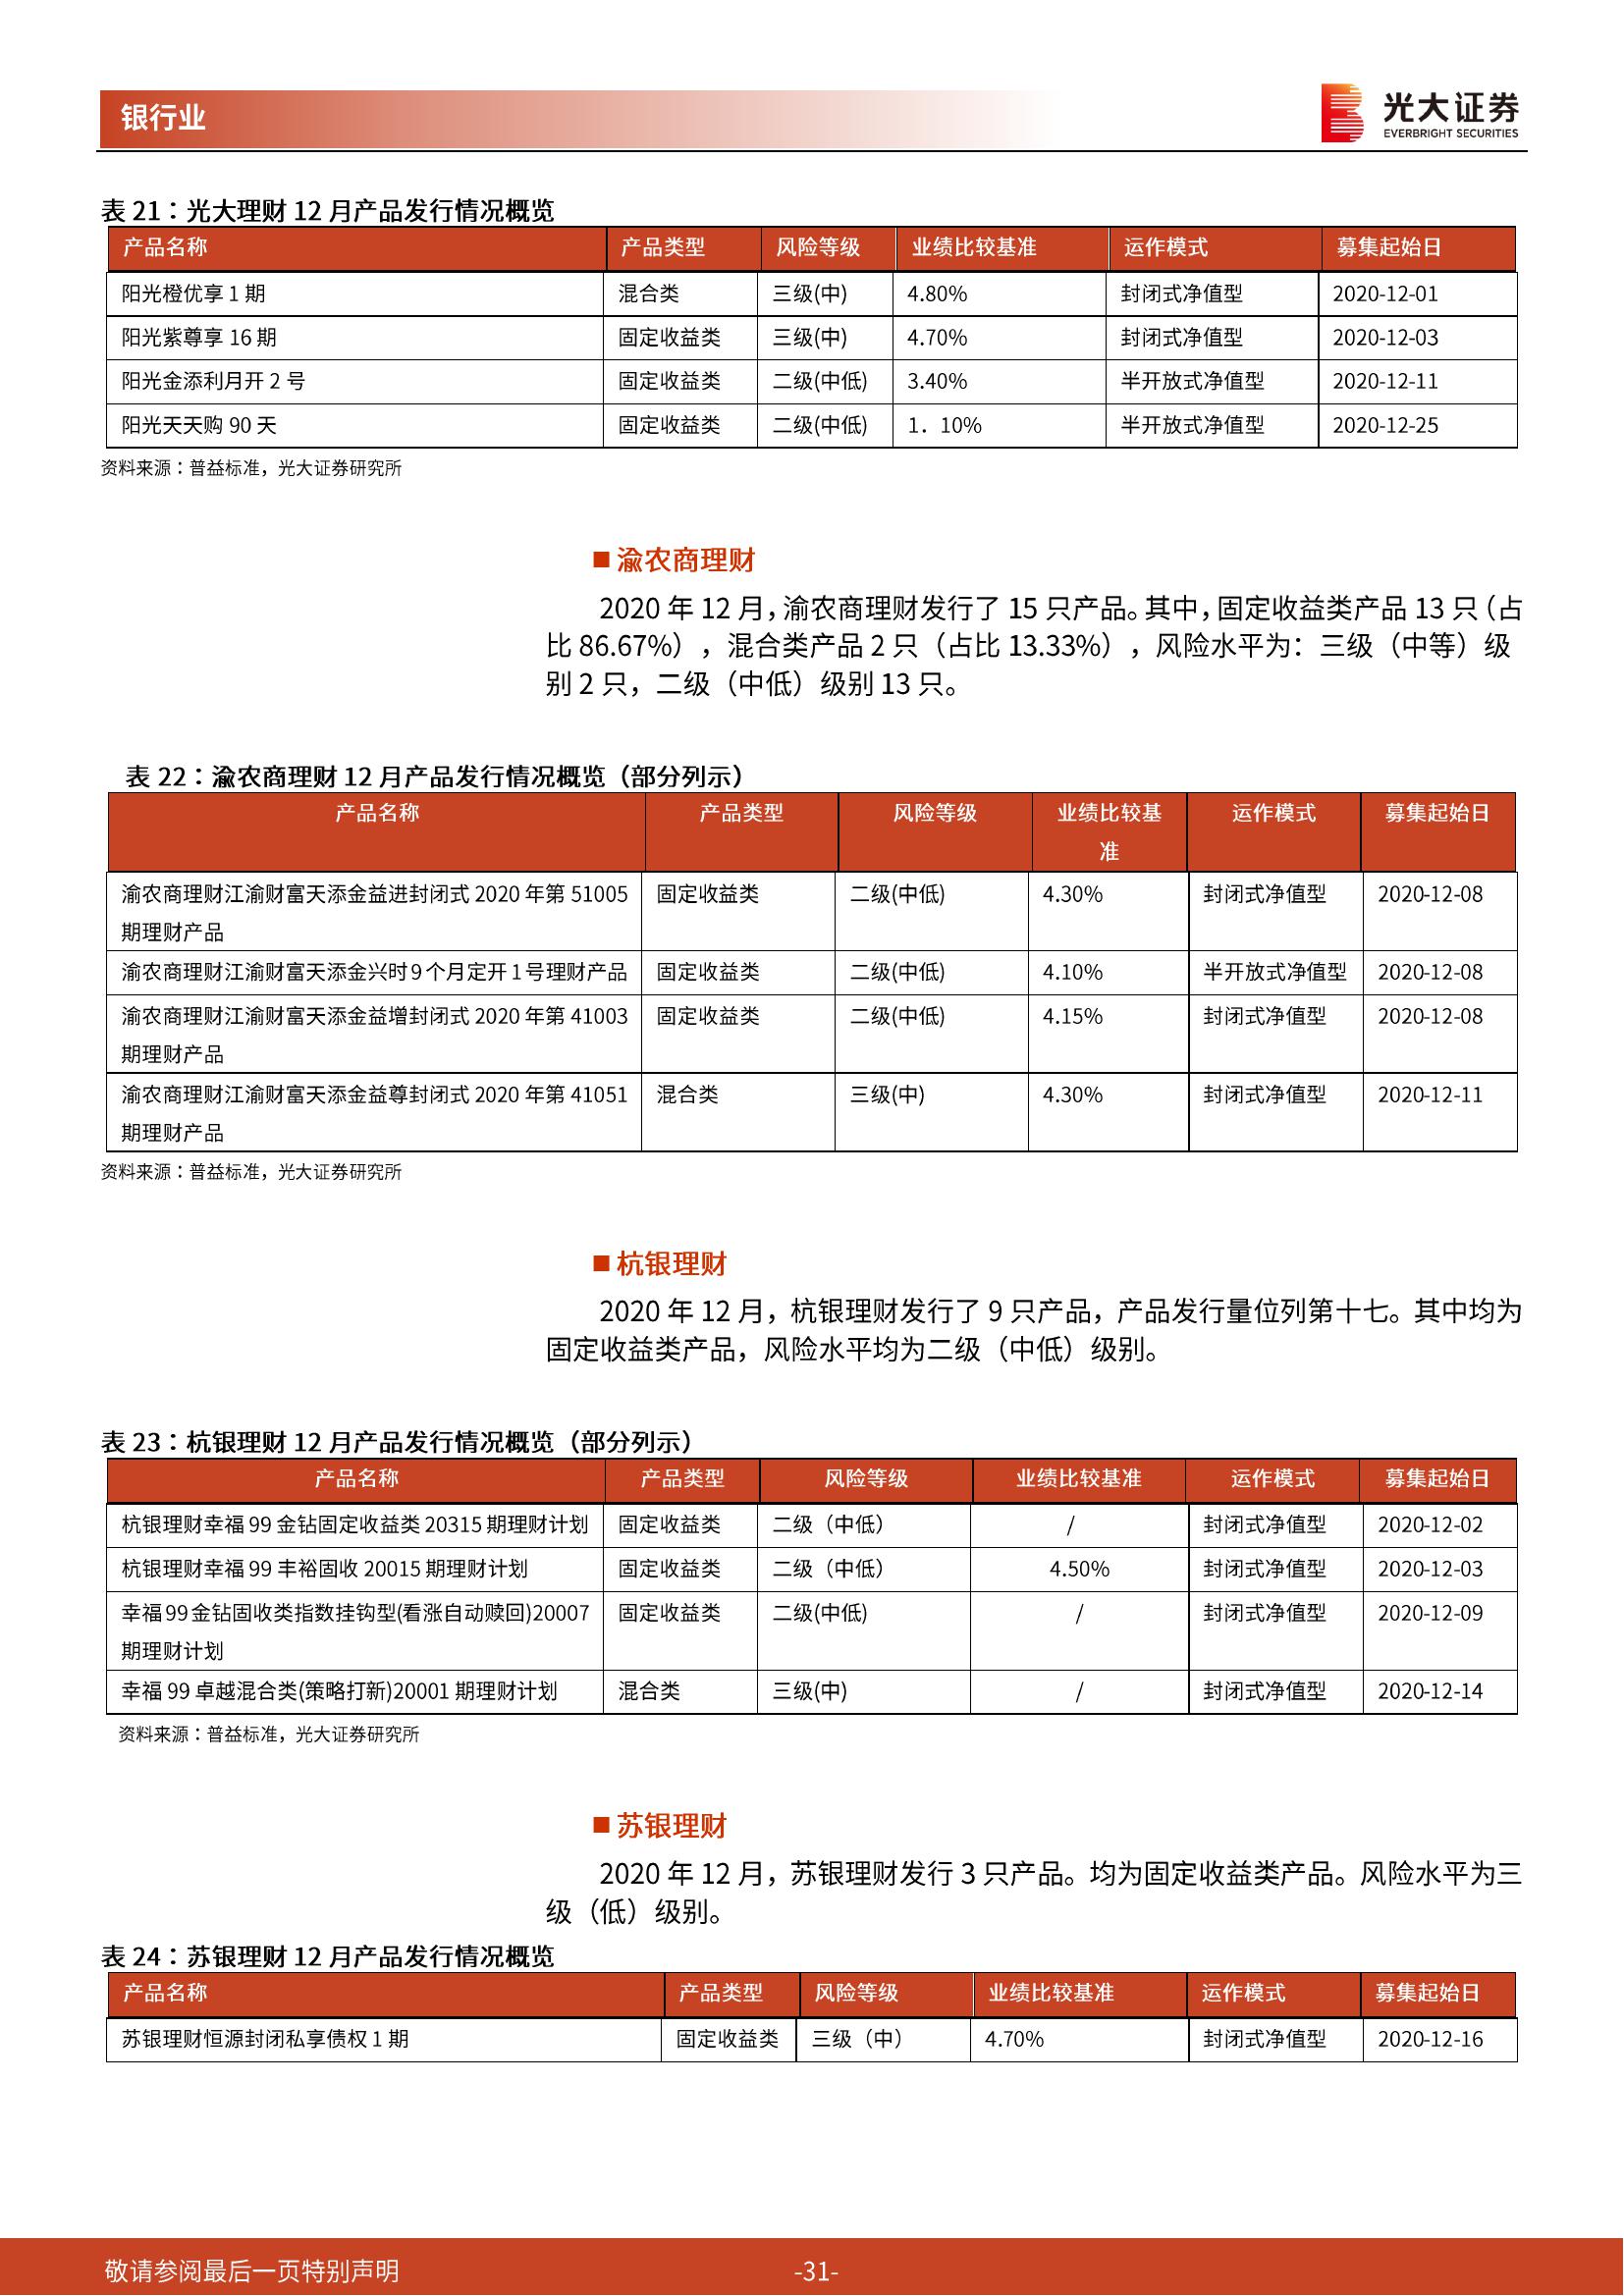 银行业
光大证券
EVERBRIGHT SECURITIES
表 21：光大理财 12 月产品发行情况概览
产品名称 产品类型 风险等级 业绩比较基准 运作模式 募集起始日
阳光橙优享 1 期 混合类 三级(中) 4.80% 封闭式净值型 2020-12-01
阳光紫尊享 16 期 固定收益类 三级(中) 4.70% 封闭式净值型 2020-12-03
阳光金添利月开 2 号 固定收益类 二级(中低) 3.40% 半开放式净值型 2020-12-11
阳光天天购 90 天 固定收益类 二级(中低) 1．10% 半开放式净值型 2020-12-25
资料来源：普益标准，光大证券研究所
■ 渝农商理财
2020 年 12 月，渝农商理财发行了 15 只产品。其中，固定收益类产品 13 只（占
比 86.67%），混合类产品 2 只（占比 13.33%），风险水平为：三级（中等）级
别 2 只，二级（中低）级别 13 只。
表 22：渝农商理财 12 月产品发行情况概览（部分列示）
产品名称 产品类型 风险等级 业绩比较基 运作模式 募集起始日
准
渝农商理财江渝财富天添金益进封闭式 2020 年第 51005 固定收益类 二级(中低) 4.30% 封闭式净值型 2020-12-08
期理财产品
渝农商理财江渝财富天添金兴时 9 个月定开 1 号理财产品 固定收益类 二级(中低) 4.10% 半开放式净值型 2020-12-08
渝农商理财江渝财富天添金益增封闭式 2020 年第 41003 固定收益类 二级(中低) 4.15% 封闭式净值型 2020-12-08
期理财产品
渝农商理财江渝财富天添金益尊封闭式 2020 年第 41051 混合类 三级(中) 4.30% 封闭式净值型 2020-12-11
期理财产品
资料来源：普益标准，光大证券研究所
■ 杭银理财
2020 年 12 月，杭银理财发行了 9 只产品，产品发行量位列第十七。其中均为
固定收益类产品，风险水平均为二级（中低）级别。
表 23：杭银理财 12 月产品发行情况概览（部分列示）
产品名称 产品类型 风险等级 业绩比较基准 运作模式 募集起始日
杭银理财幸福 99 金钻固定收益类 20315 期理财计划 固定收益类 二级（中低） / 封闭式净值型 2020-12-02
杭银理财幸福 99 丰裕固收 20015 期理财计划 固定收益类 二级（中低） 4.50% 封闭式净值型 2020-12-03
幸福 99 金钻固收类指数挂钩型(看涨自动赎回)20007 固定收益类 二级(中低) / 封闭式净值型 2020-12-09
期理财计划
幸福 99 卓越混合类(策略打新)20001 期理财计划 混合类 三级(中) / 封闭式净值型 2020-12-14
资料来源：普益标准，光大证券研究所
■ 苏银理财
2020 年 12 月，苏银理财发行 3 只产品。均为固定收益类产品。风险水平为三
级（低）级别。
表 24：苏银理财 12 月产品发行情况概览
产品名称 产品类型 风险等级 业绩比较基准 运作模式 募集起始日
苏银理财恒源封闭私享债权 1 期 固定收益类 三级（中） 4.70% 封闭式净值型 2020-12-16
敬请参阅最后一页特别声明 -31-